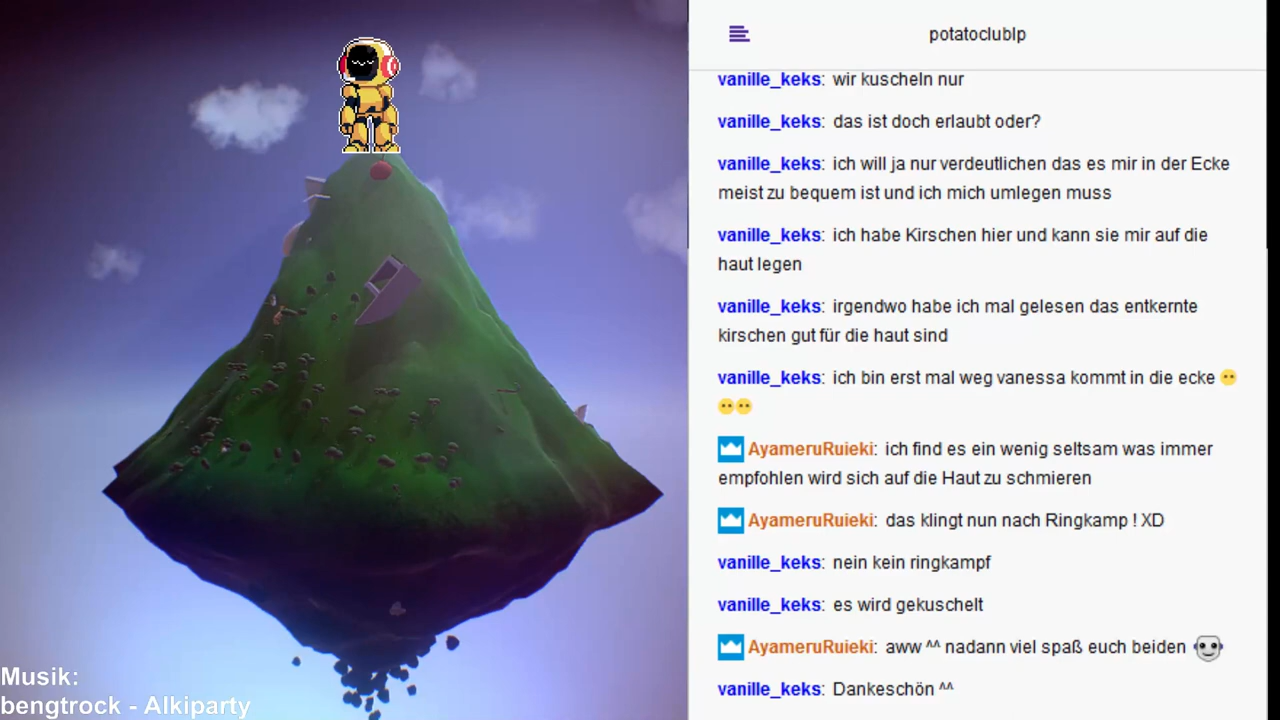 potatoclublp
vanille_keks: wir kuscheln nur
vanille_keks: das ist doch erlaubt oder?
vanille_keks: ich will ja nur verdeutlichen das es mir in der Ecke
meist zu bequem ist und ich mich umlegen muss
vanille_keks: ich habe Kirschen hier und kann sie mir auf die
haut legen
vanille_keks: irgendwo habe ich mal gelesen das entkernte
kirschen gut für die haut sind
vanille_keks: ich bin erst mal weg vanessa kommt in die ecke
AyameruRuieki: ich find es ein wenig seltsam was immer
empfohlen wird sich auf die Haut zu schmieren
AyameruRuieki: das klingt nun nach Ringkamp ! XD
vanille_keks: nein kein ringkampf
vanille_keks: es wird gekuschelt
AyameruRuieki: aww ^^ nadann viel spaß euch beiden
vanille_keks: Dankeschön ^^
Musik:
bengtrock - Alkiparty